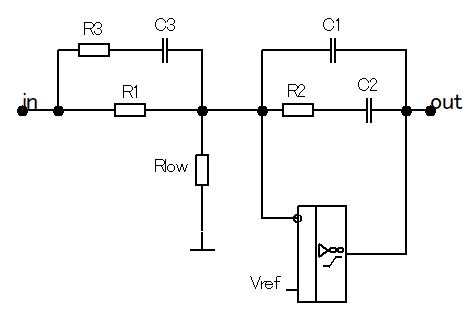 R3 C3 C1
in R1 R2 C2 out
Rlow
Vref